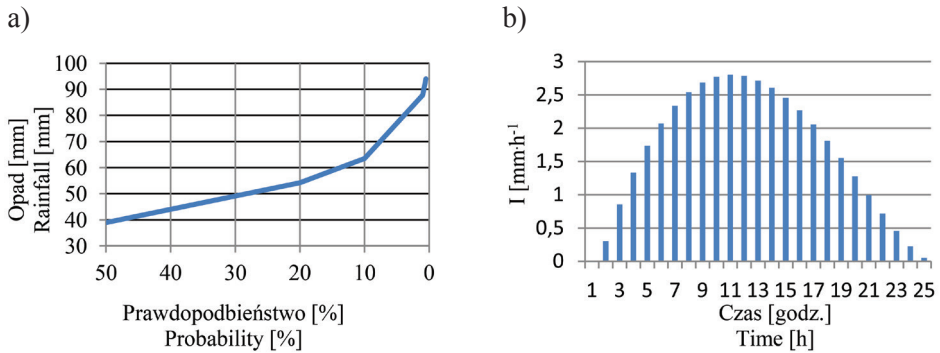 a)
Opad [mm]
Rainfall [mm]
100
90
80
70
60
50
40
30
50 40 30 20 10 0
Prawdopodbieństwo [%]
Probability [%]
b)
I [mm·h-1]
3
2,5
2
1,5
1
0,5
0
1 3 5 7 9 11 13 15 17 19 21 23 25
Czas [godz.]
Time [h]